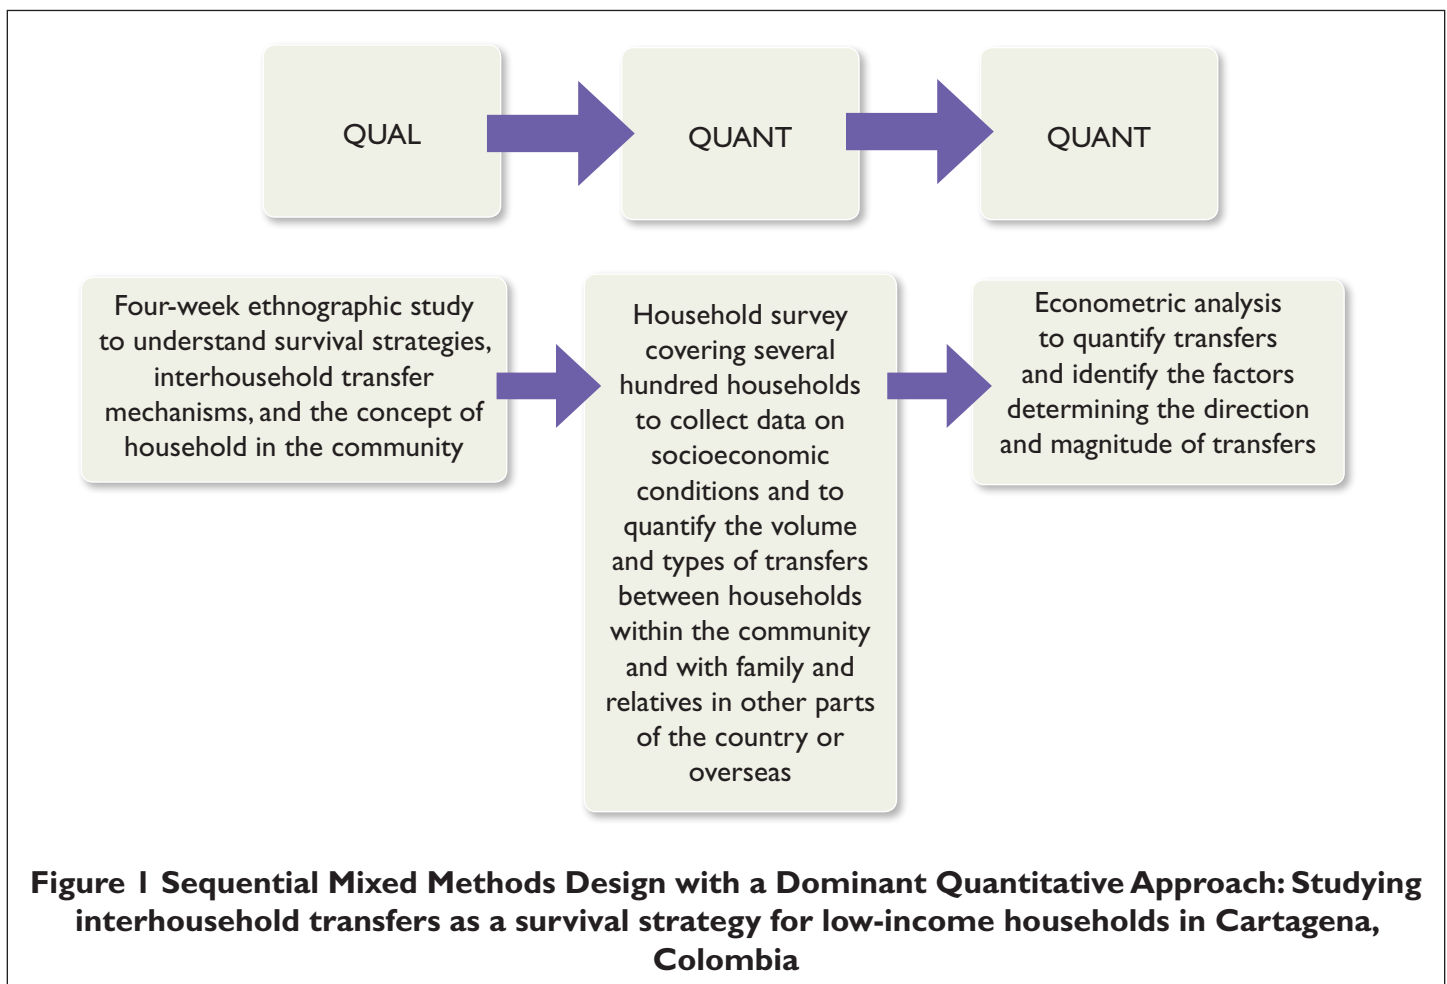 QUAL
QUANT
QUANT
Four-week ethnographic study
to understand survival strategies,
interhousehold transfer
mechanisms, and the concept of
household in the community
Household survey
covering several
hundred households
to collect data on
socioeconomic
conditions and to
quantify the volume
and types of transfers
between households
within the community
and with family and
relatives in other parts
of the country or
overseas
Econometric analysis
to quantify transfers
and identify the factors
determining the direction
and magnitude of transfers
Figure 1 Sequential Mixed Methods Design with a Dominant Quantitative Approach: Studying
interhousehold transfers as a survival strategy for low-income households in Cartagena,
Colombia